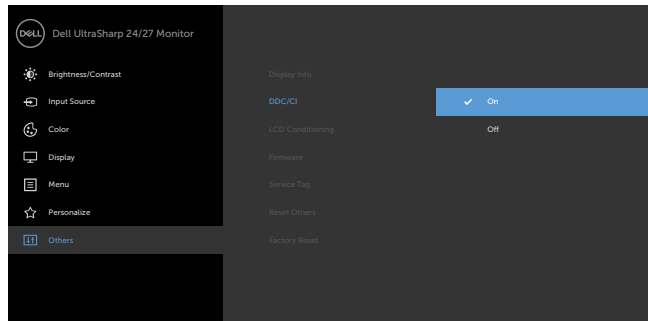 DELL
Dell UltraSharp 24/27 Monitor
Brightness/Contrast
Input Source
Color
Display
Menu
Personalize
Others
Display Info
DDC/CI
LCD Conditioning
Firmware
Service Tag
Reset Others
Factory Reset
On
Off